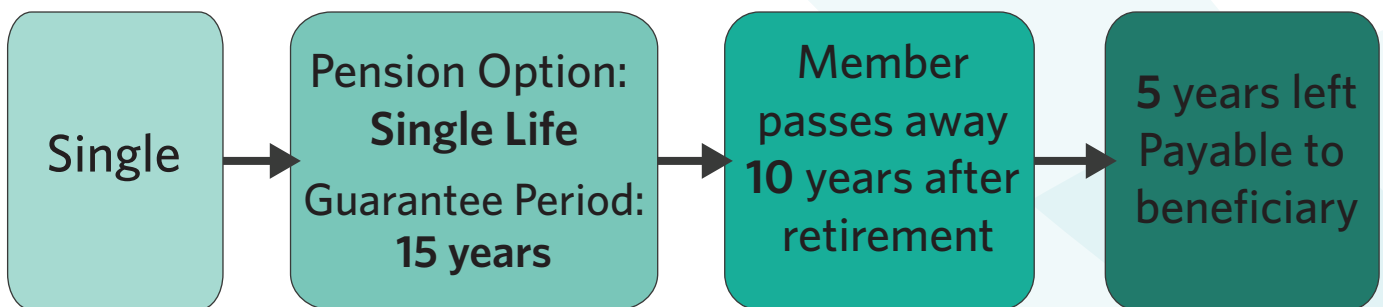 Single
Pension Option:
Single Life
Guarantee Period:
15 years
Member
passes away
10 years after
retirement
5 years left
Payable to
beneficiary